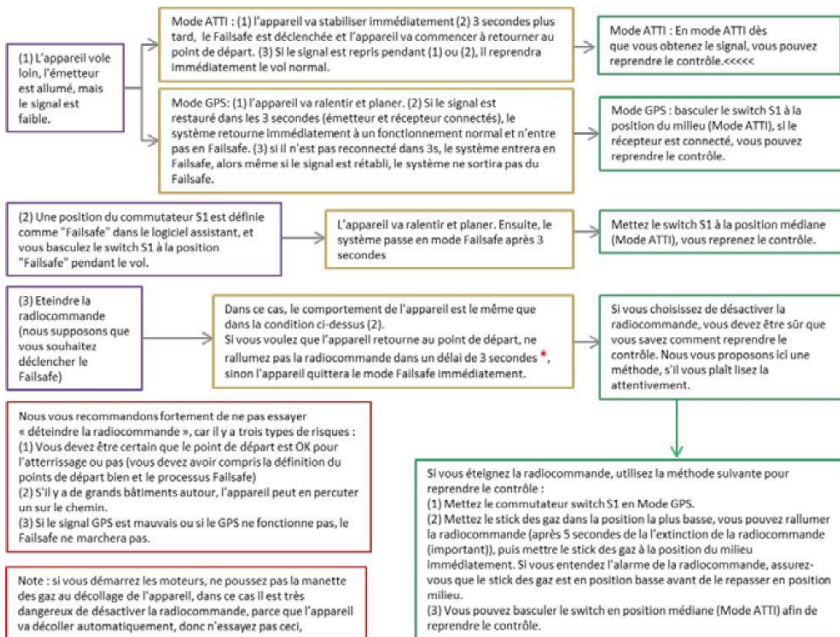 Mode ATTI : (1) l'appareil va stabiliser immédiatement (2) 3 secondes plus
tard, le Failsafe est déclenchée et l'appareil va commencer à retourner au
point de départ. (3) Si le signal est repris pendant (1) ou (2), il reprendra
immédiatement le vol normal.
Mode ATTI : En mode ATTI dès
que vous obtenez le signal, vous pouvez
reprendre le contrôle.<<<<<
(1) L'appareil vole
loin, l'émetteur
est allumé, mais
le signal est
faible.
Mode GPS: (1) l'appareil va ralentir et planer. (2) Si le signal est
restauré dans les 3 secondes (émetteur et récepteur connectés), le
système retourne immédiatement à un fonctionnement normal et n'entre
pas en Failsafe. (3) si il n'est pas reconnecté dans 3s, le système entrera en
Failsafe, alors même si le signal est rétabli, le système ne sortira pas du
Failsafe.
Mode GPS : basculer le switch S1 à la
position du milieu (Mode ATTI), si le
récepteur est connecté, vous pouvez
reprendre le contrôle.
(2) Une position du commutateur S1 est définie
comme "Failsafe" dans le logiciel assistant, et
vous basculez le switch S1 à la position
"Failsafe" pendant le vol.
L'appareil va ralentir et planer. Ensuite, le
système passe en mode Failsafe après 3
secondes
Mettez le switch S1 à la position médiane
(Mode ATTI), vous reprenez le contrôle.
(3) Eteindre la
radiocommande
(nous supposons que
vous souhaitez
déclencher le
Failsafe)
Dans ce cas, le comportement de l'appareil est le même que
dans la condition ci-dessus (2).
Si vous voulez que l'appareil retourne au point de départ, ne
rallumez pas la radiocommande dans un délai de 3 secondes *,
sinon l'appareil quittera le mode Failsafe immédiatement.
Si vous choisissez de désactiver la
radiocommande, vous devez être sûr que
vous savez comment reprendre le
contrôle. Nous vous proposons ici une
méthode, s'il vous plaît lisez la
attentivement.
Nous vous recommandons fortement de ne pas essayer
« déteindre la radiocommande », car il y a trois types de risques :
(1) Vous devez être certain que le point de départ est OK pour
l'atterrissage ou pas (vous devez avoir compris la définition du
points de départ bien et le processus Failsafe)
(2) S'il y a de grands bâtiments autour, l'appareil peut en percuter
un sur le chemin.
(3) Si le signal GPS est mauvais ou si le GPS ne fonctionne pas, le
Failsafe ne marchera pas.
Si vous éteignez la radiocommande, utilisez la méthode suivante pour
reprendre le contrôle :
(1) Mettez le commutateur switch S1 en Mode GPS.
(2) Mettez le stick des gaz dans la position la plus basse, vous pouvez rallumer
la radiocommande (après 5 secondes de la l'extinction de la radiocommande
(important)), puis mettre le stick des gaz à la position du milieu
immédiatement. Si vous entendez l'alarme de la radiocommande, assurez-
vous que le stick des gaz est en position basse avant de le repasser en position
milieu.
(3) Vous pouvez basculer le switch en position médiane (Mode ATTI) afin de
reprendre le contrôle.
Note : si vous démarrez les moteurs, ne poussez pas la manette
des gaz au décollage de l'appareil, dans ce cas il est très
dangereux de désactiver la radiocommande, parce que l'appareil
va décoller automatiquement, donc n'essayez pas ceci,